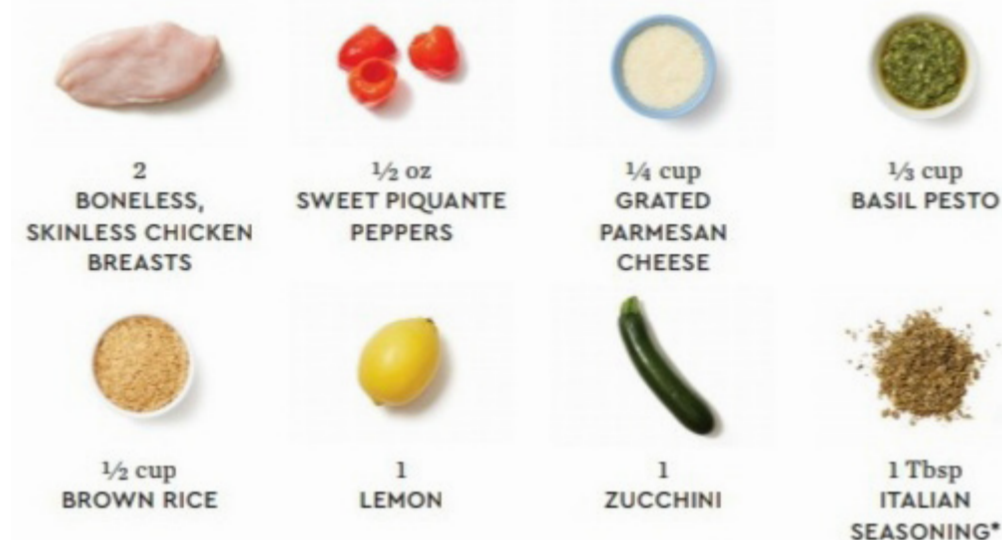 2
BONELESS,
SKINLESS CHICKEN
BREASTS
½ oz
SWEET PIQUANTE
PEPPERS
¼ cup
GRATED
PARMESAN
CHEESE
⅓ cup
BASIL PESTO
½ cup
BROWN RICE
1
LEMON
1
ZUCCHINI
1 Tbsp
ITALIAN
SEASONING*